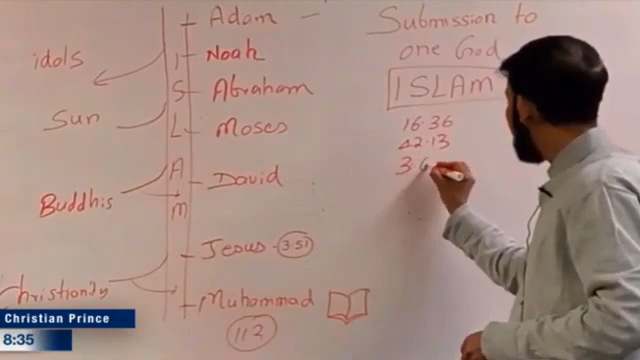 Adam -
Noah
Abraham
Moses
David
Jesus - 3.51
Muhammad
112
idols
Sun
Buddhis
Christianity
I
S
L
A
M
Submission to
one God
ISLAM
16.36
42.13
3.6
Christian Prince
8:35